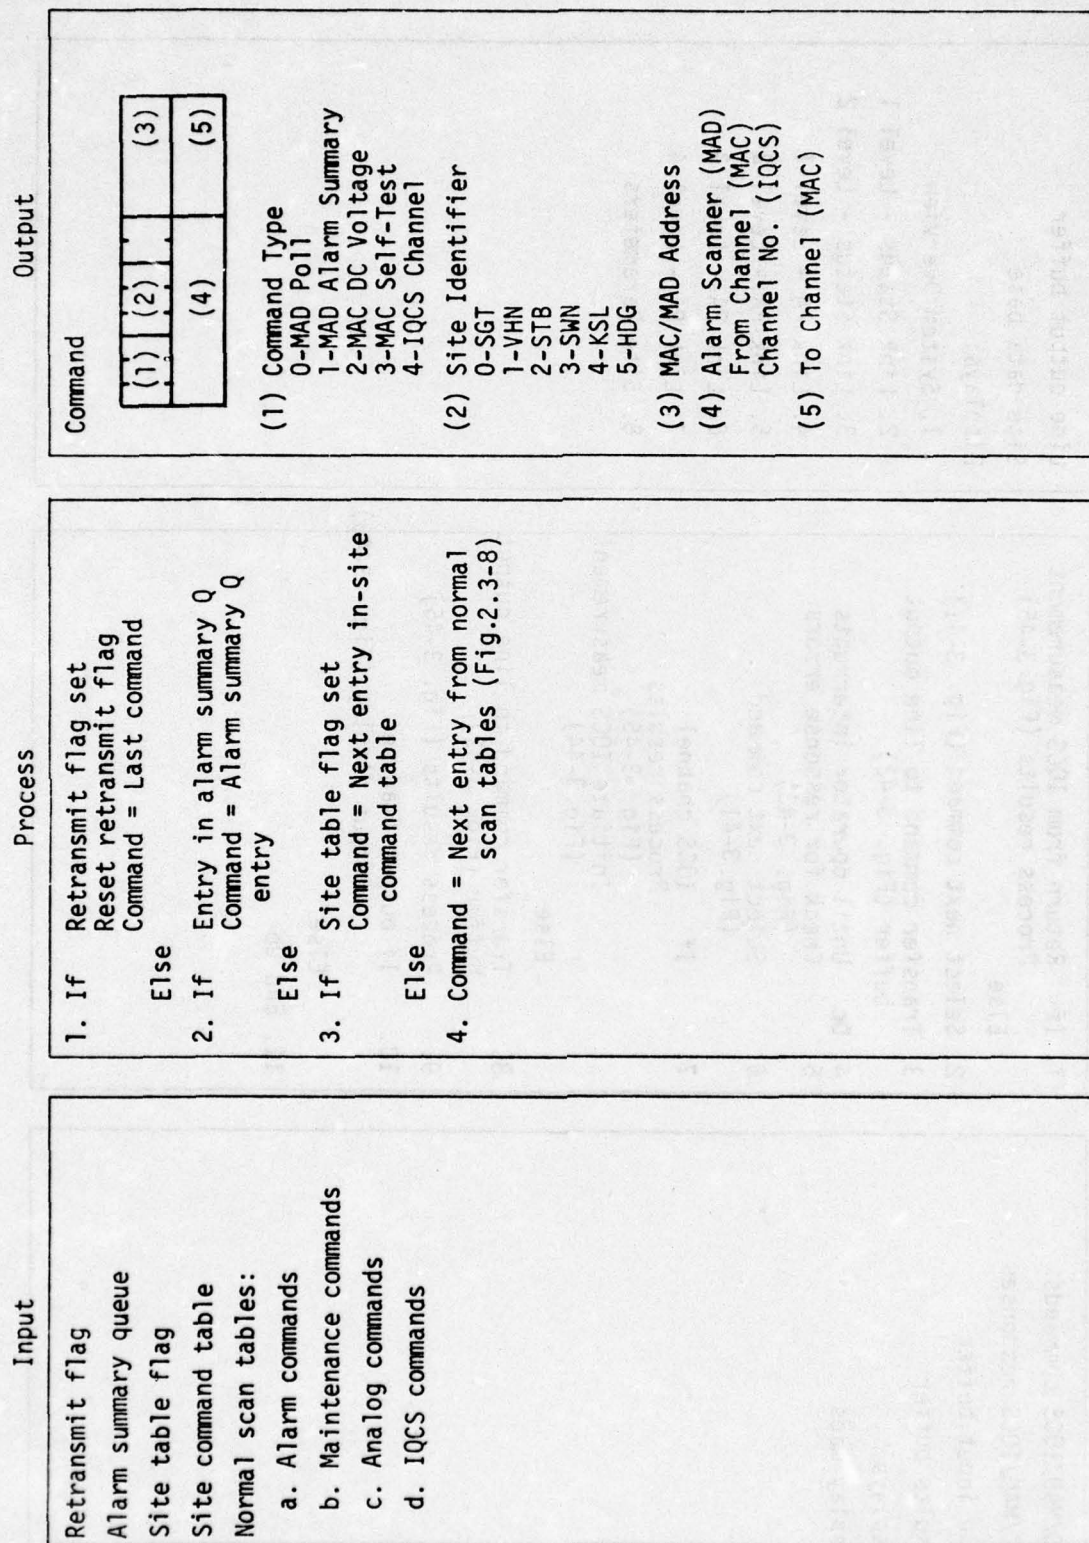 Input
Retransmit flag
Alarm summary queue
Site table flag
Site command table
Normal scan tables:
a. Alarm commands
b. Maintenance commands
c. Analog commands
d. IQCS commands
Process
1. If Retransmit flag set
Reset retransmit flag
Command = Last command
Else
2. If Entry in alarm summary Q
Command = Alarm summary Q
entry
Else
3. If Site table flag set
Command = Next entry in-site
command table
Else
4. Command = Next entry from normal
scan tables (Fig.2.3-8)
Output
Command
(1) (2) (3)
(4) (5)
(1) Command Type
0-MAD Poll
1-MAD Alarm Summary
2-MAC DC Voltage
3-MAC Self-Test
4-IQCS Channel
(2) Site Identifier
0-SGT
1-VHN
2-STB
3-SWN
4-KSL
5-HDG
(3) MAC/MAD Address
(4) Alarm Scanner (MAD)
From Channel (MAC)
Channel No. (IQCS)
(5) To Channel (MAC)